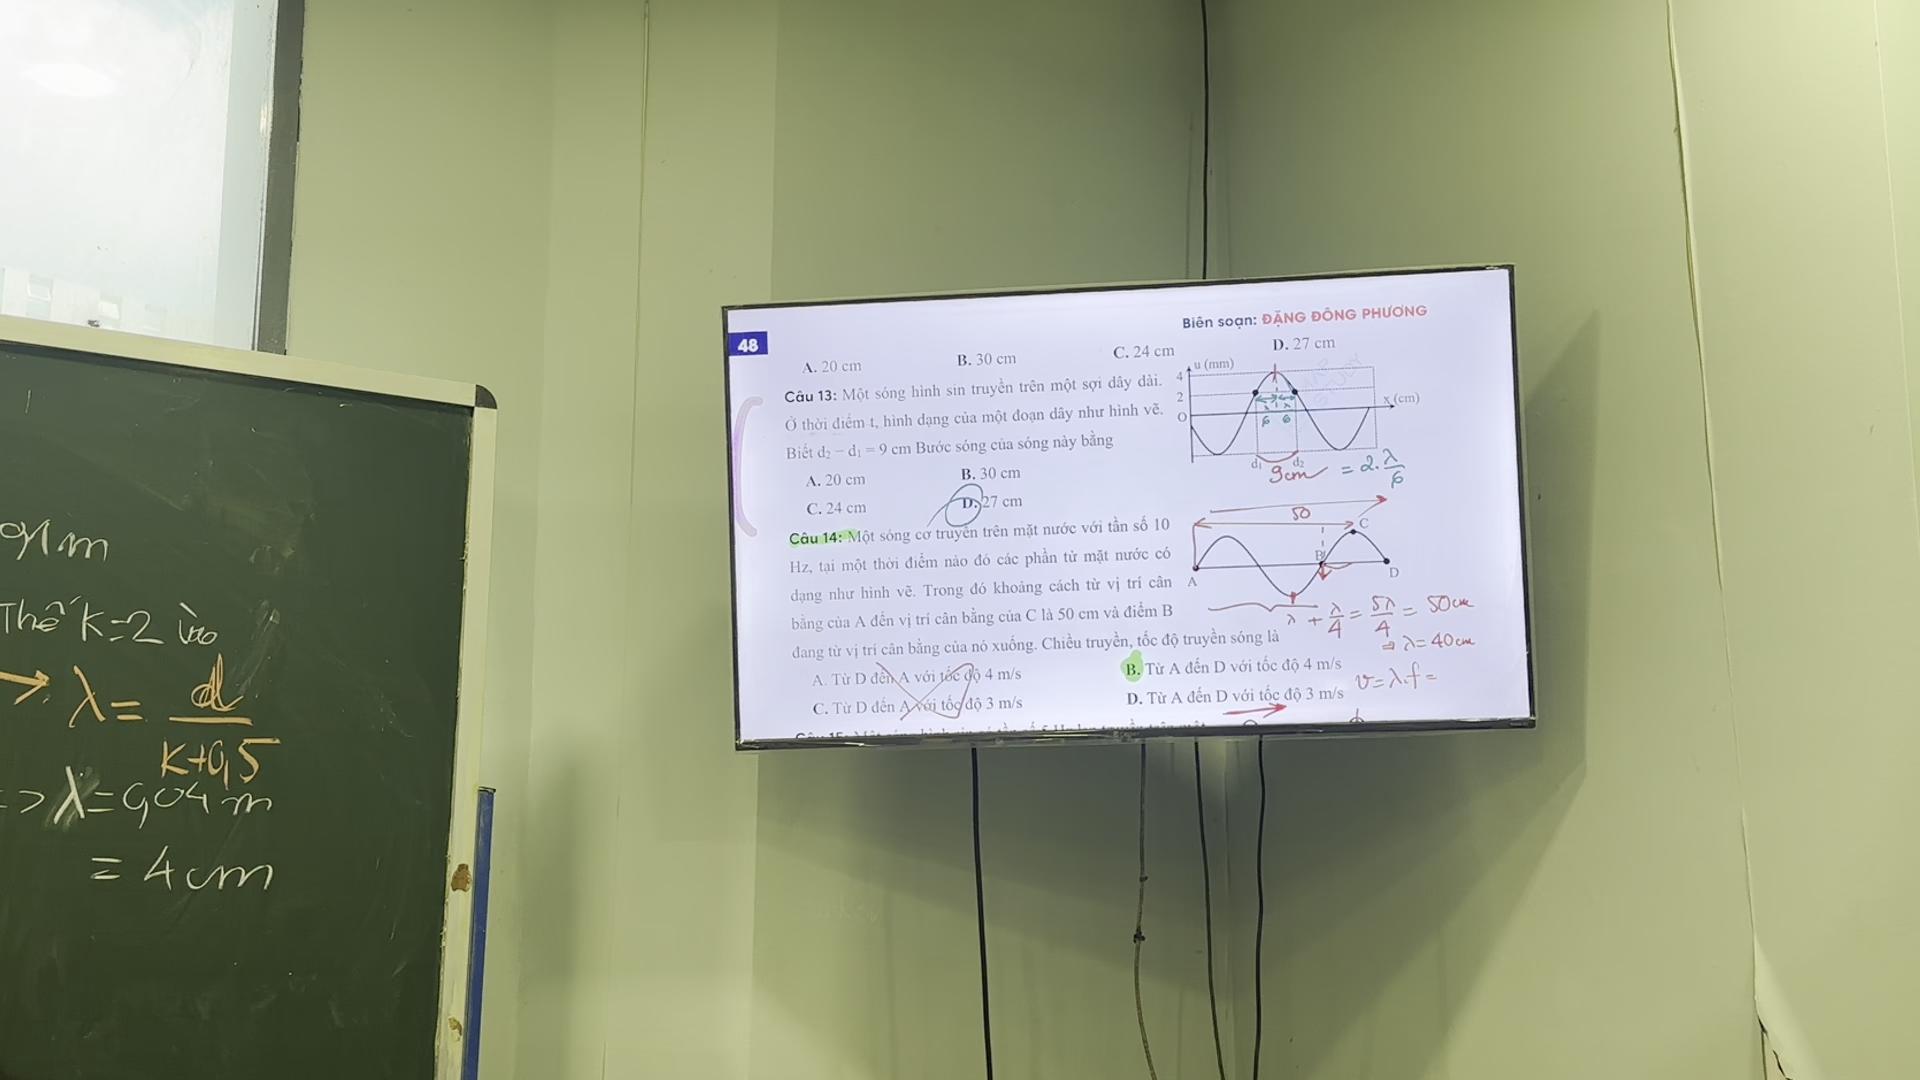 g/m
Thế K=2 vào
→ λ = d / K+0,5
=> λ = 0,04 m
= 4 cm
48
Biên soạn: ĐẶNG ĐÔNG PHƯƠNG
A. 20 cm B. 30 cm C. 24 cm D. 27 cm
Câu 13: Một sóng hình sin truyền trên một sợi dây dài.
Ở thời điểm t, hình dạng của một đoạn dây như hình vẽ.
Biết d₂ − d₁ = 9 cm Bước sóng của sóng này bằng
A. 20 cm B. 30 cm
C. 24 cm D. 27 cm
u (mm)
4
2
O
x (cm)
λ λ
6 6
d₁ d₂
9cm = 2. λ/6
Câu 14: Một sóng cơ truyền trên mặt nước với tần số 10
Hz, tại một thời điểm nào đó các phần tử mặt nước có
dạng như hình vẽ. Trong đó khoảng cách từ vị trí cân
bằng của A đến vị trí cân bằng của C là 50 cm và điểm B
đang từ vị trí cân bằng của nó xuống. Chiều truyền, tốc độ truyền sóng là
A. Từ D đến A với tốc độ 4 m/s B. Từ A đến D với tốc độ 4 m/s
C. Từ D đến A với tốc độ 3 m/s D. Từ A đến D với tốc độ 3 m/s
50
C
B
A
D
λ + λ/4 = 5λ/4 = 50cm
⇒ λ = 40cm
v = λ.f =